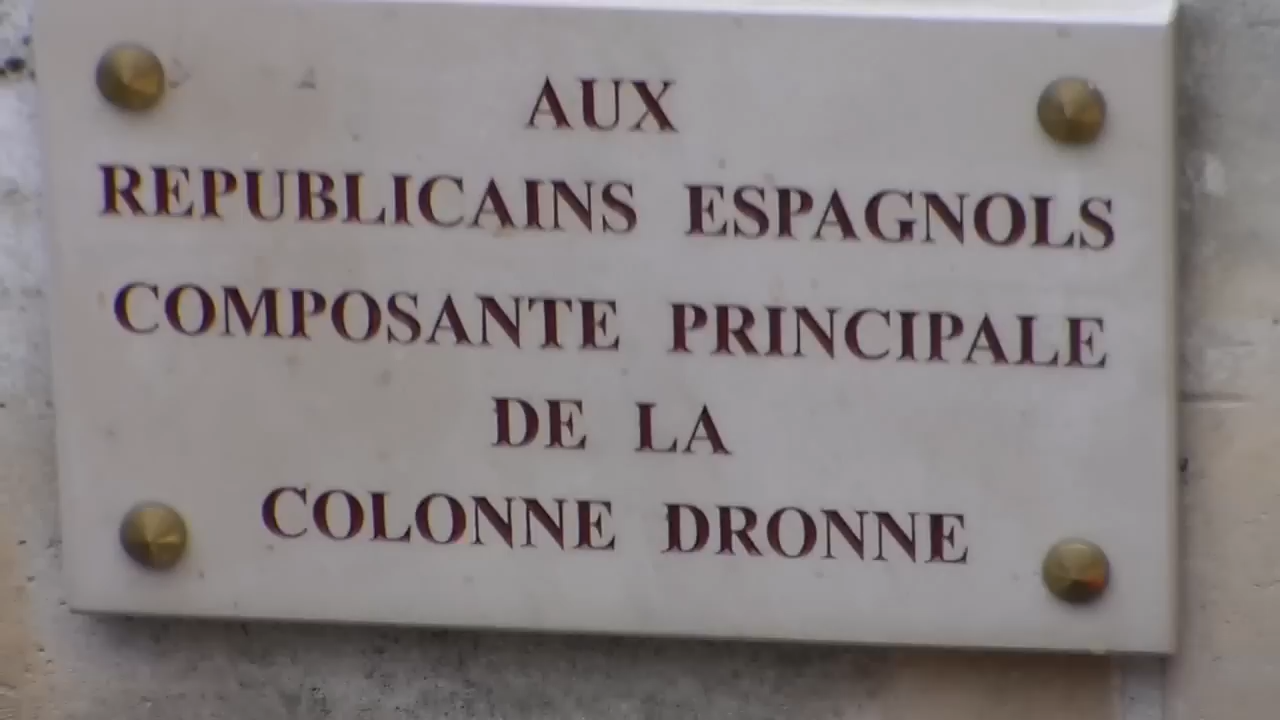 AUX
REPUBLICAINS ESPAGNOLS
COMPOSANTE PRINCIPALE
DE LA
COLONNE DRONNE